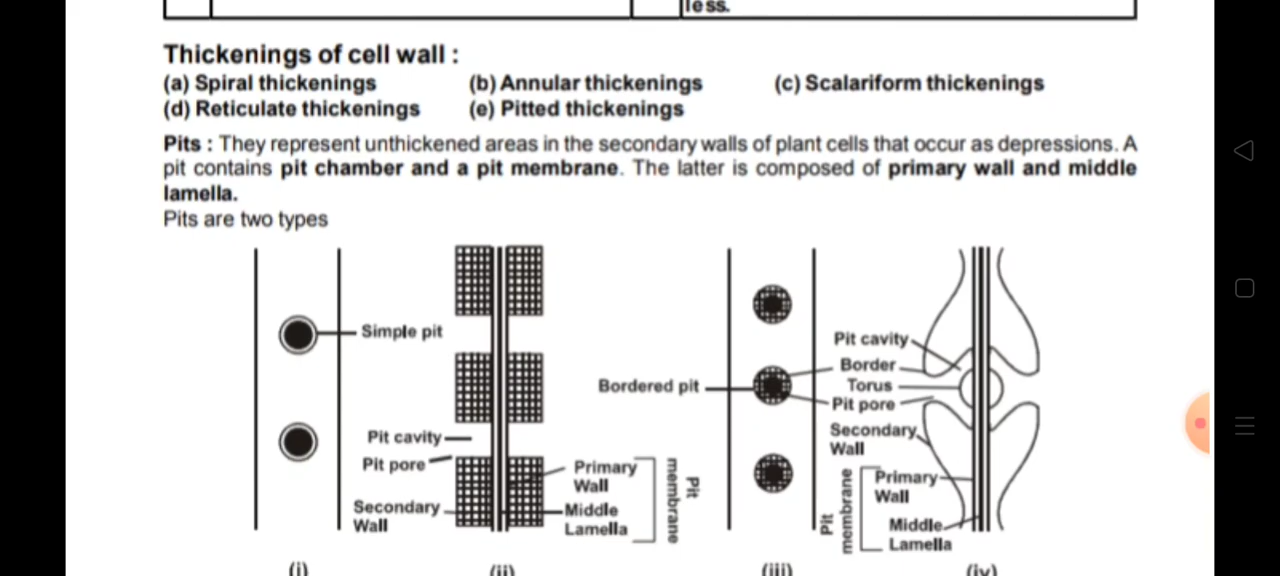 less.
Thickenings of cell wall :
(a) Spiral thickenings (b) Annular thickenings (c) Scalariform thickenings
(d) Reticulate thickenings (e) Pitted thickenings
Pits : They represent unthickened areas in the secondary walls of plant cells that occur as depressions. A
pit contains pit chamber and a pit membrane. The latter is composed of primary wall and middle
lamella.
Pits are two types
Simple pit
Pit cavity
Pit pore
Secondary
Wall
Primary
Wall
Middle
Lamella
Pit
membrane
Bordered pit
Pit cavity
Border
Torus
Pit pore
Secondary
Wall
Primary
Wall
Middle
Lamella
Pit
membrane
(i) (ii) (iii) (iv)